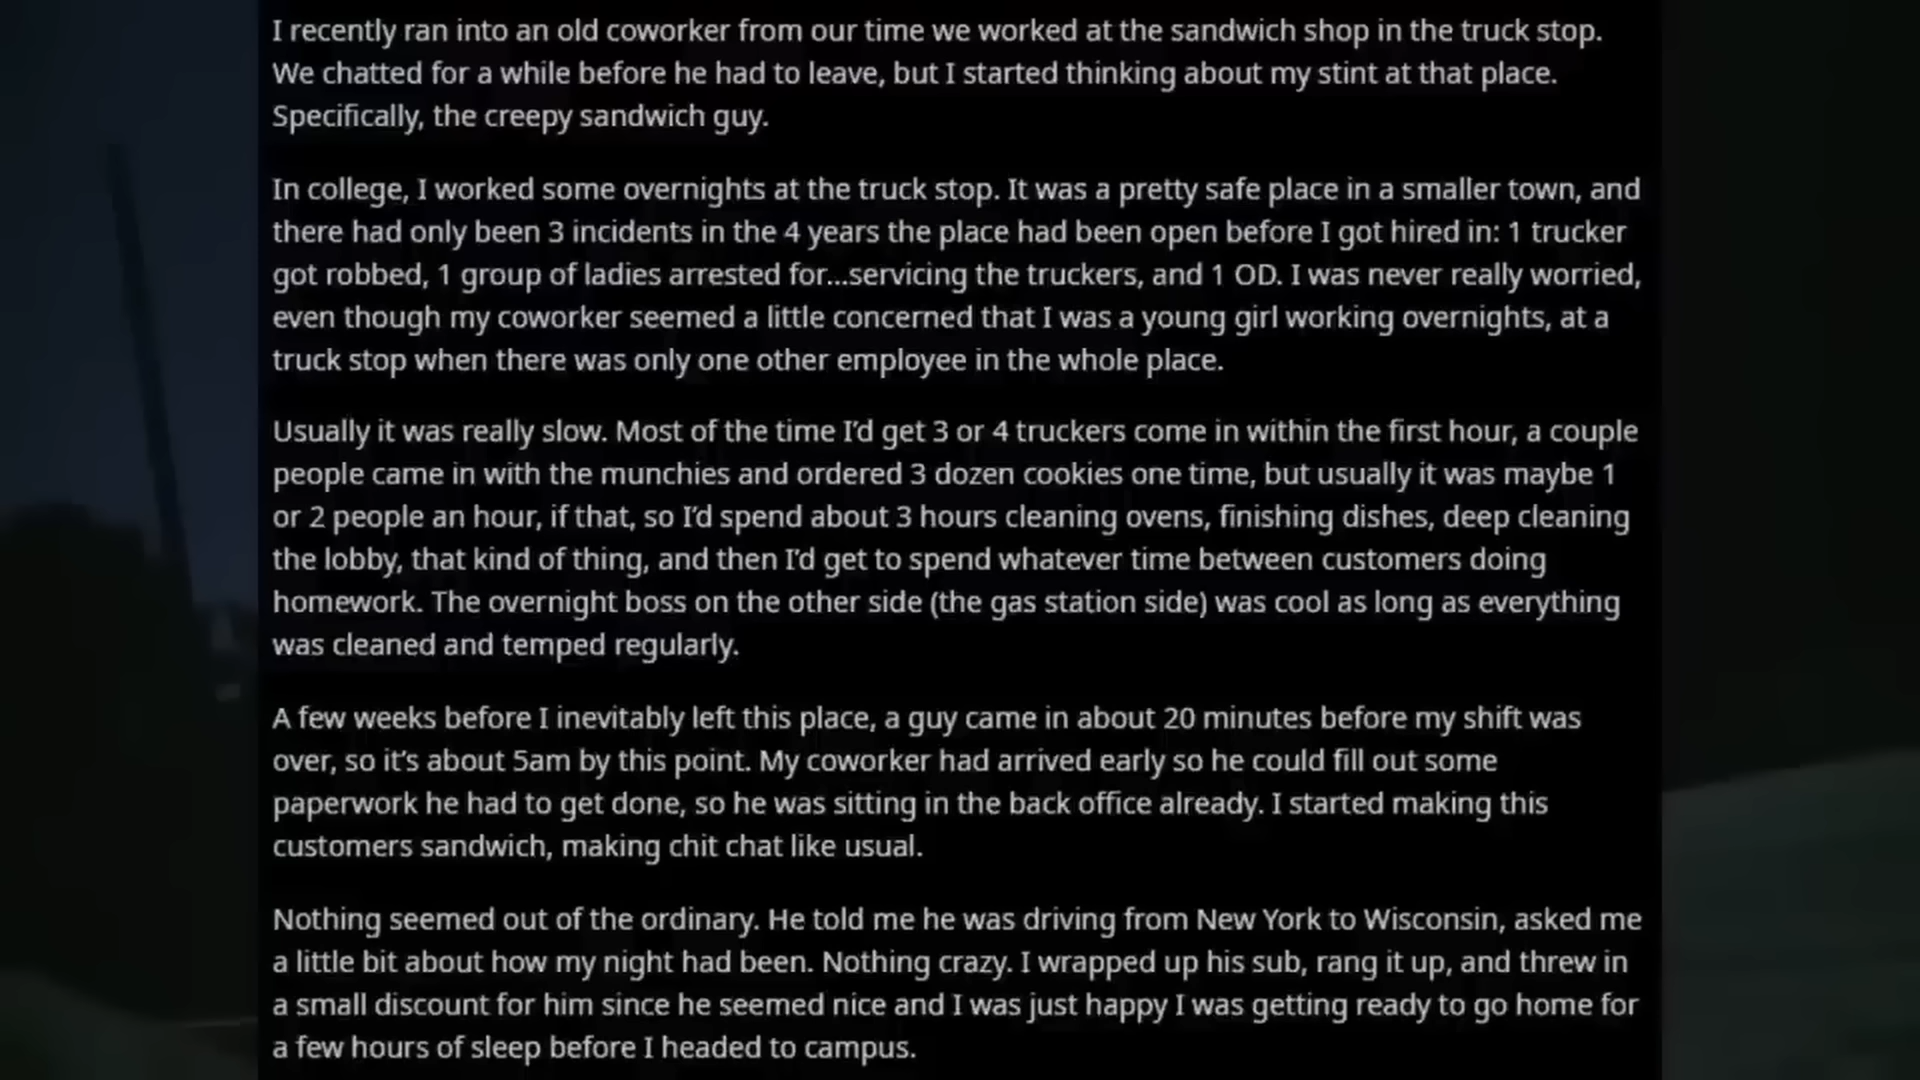 I recently ran into an old coworker from our time we worked at the sandwich shop in the truck stop.
We chatted for a while before he had to leave, but I started thinking about my stint at that place.
Specifically, the creepy sandwich guy.
In college, I worked some overnights at the truck stop. It was a pretty safe place in a smaller town, and
there had only been 3 incidents in the 4 years the place had been open before I got hired in: 1 trucker
got robbed, 1 group of ladies arrested for...servicing the truckers, and 1 OD. I was never really worried,
even though my coworker seemed a little concerned that I was a young girl working overnights, at a
truck stop when there was only one other employee in the whole place.
Usually it was really slow. Most of the time I'd get 3 or 4 truckers come in within the first hour, a couple
people came in with the munchies and ordered 3 dozen cookies one time, but usually it was maybe 1
or 2 people an hour, if that, so I'd spend about 3 hours cleaning ovens, finishing dishes, deep cleaning
the lobby, that kind of thing, and then I'd get to spend whatever time between customers doing
homework. The overnight boss on the other side (the gas station side) was cool as long as everything
was cleaned and temped regularly.
A few weeks before I inevitably left this place, a guy came in about 20 minutes before my shift was
over, so it's about 5am by this point. My coworker had arrived early so he could fill out some
paperwork he had to get done, so he was sitting in the back office already. I started making this
customers sandwich, making chit chat like usual.
Nothing seemed out of the ordinary. He told me he was driving from New York to Wisconsin, asked me
a little bit about how my night had been. Nothing crazy. I wrapped up his sub, rang it up, and threw in
a small discount for him since he seemed nice and I was just happy I was getting ready to go home for
a few hours of sleep before I headed to campus.